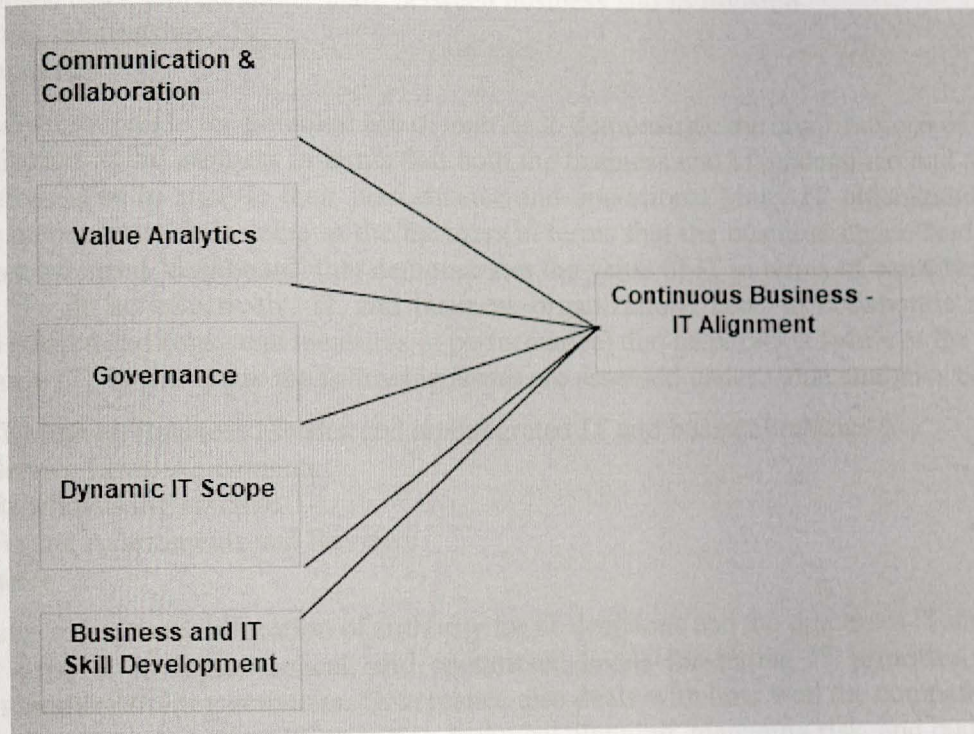 Communication &
Collaboration
Value Analytics
Governance
Dynamic IT Scope
Business and IT
Skill Development
Continuous Business -
IT Alignment